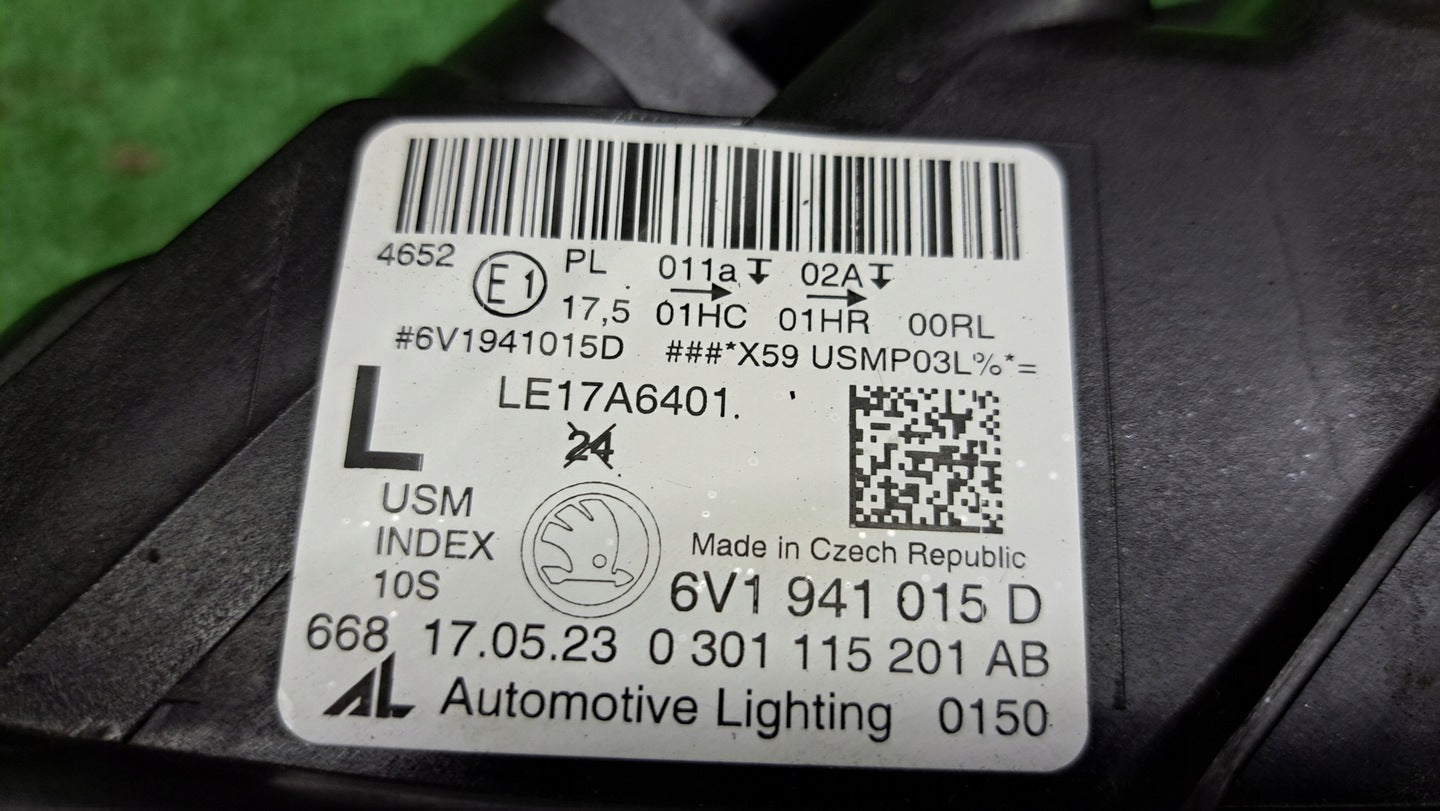 4652 E1 PL 011a 02A
17,5 01HC 01HR 00RL
#6V1941015D ###*X59 USMP03L%*=
L LE17A6401.
24
USM
INDEX
10S
Made in Czech Republic
6V1 941 015 D
668 17.05.23 0 301 115 201 AB
AL Automotive Lighting 0150